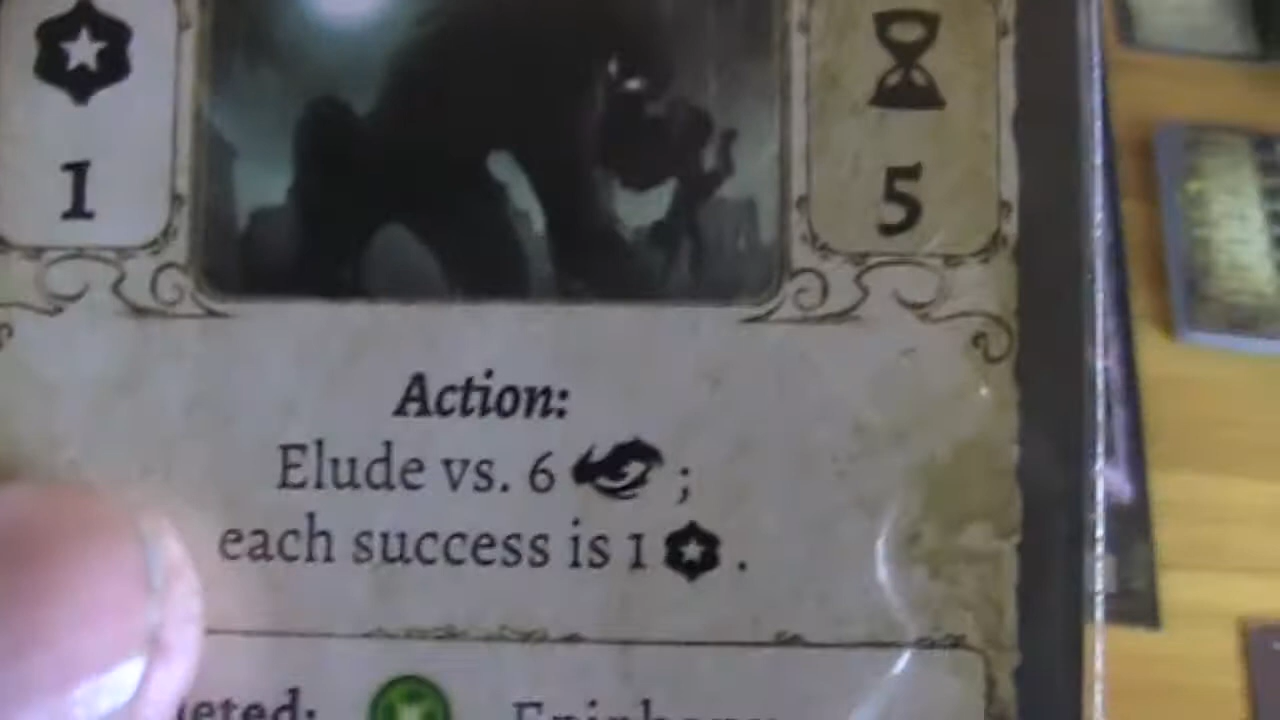 1
5
Action:
Elude vs. 6 ;
each success is 1 .